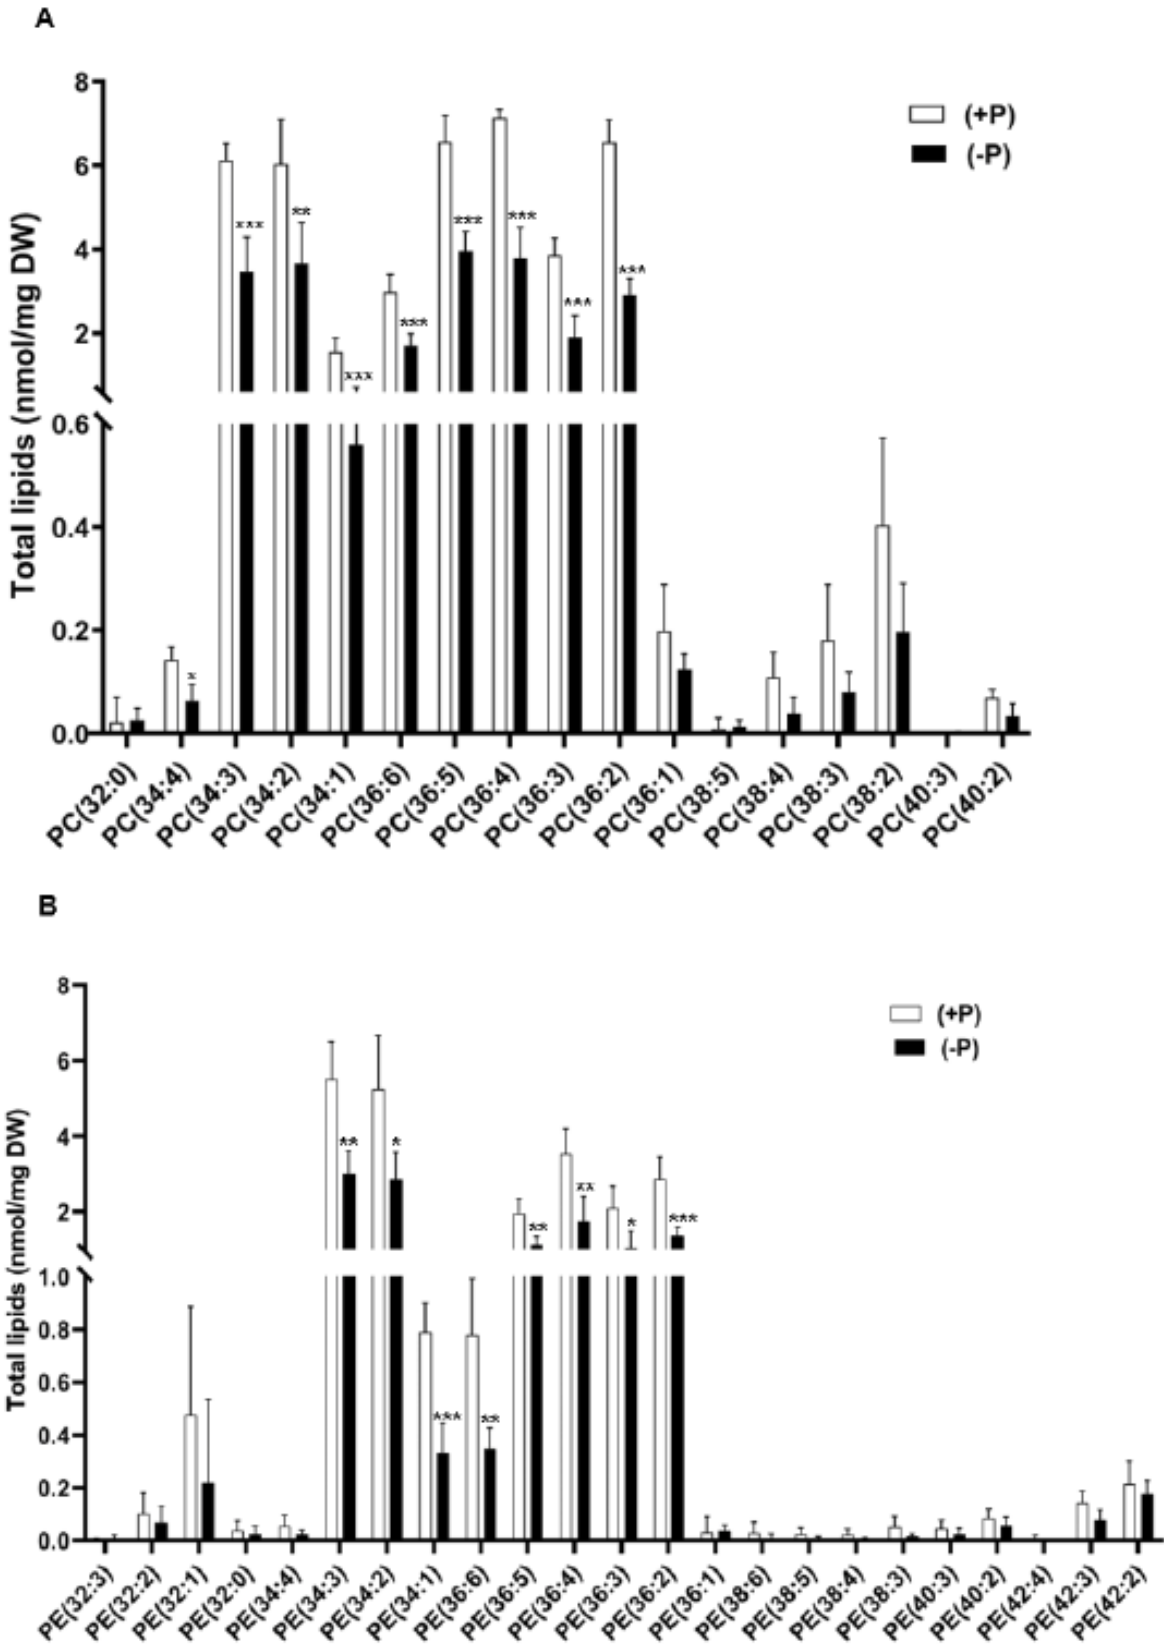 A
8
6
4
2
0.6
0.4
0.2
0.0
Total lipids (nmol/mg DW)
(+P)
(-P)
***
**
***
***
***
***
***
***
*
PC(32:0)
PC(34:4)
PC(34:3)
PC(34:2)
PC(34:1)
PC(36:6)
PC(36:5)
PC(36:4)
PC(36:3)
PC(36:2)
PC(36:1)
PC(38:5)
PC(38:4)
PC(38:3)
PC(38:2)
PC(40:3)
PC(40:2)
B
8
6
4
2
1.0
0.8
0.6
0.4
0.2
0.0
Total lipids (nmol/mg DW)
(+P)
(-P)
**
*
***
**
**
**
*
***
PE(32:3)
PE(32:2)
PE(32:1)
PE(32:0)
PE(34:4)
PE(34:3)
PE(34:2)
PE(34:1)
PE(36:6)
PE(36:5)
PE(36:4)
PE(36:3)
PE(36:2)
PE(36:1)
PE(38:6)
PE(38:5)
PE(38:4)
PE(38:3)
PE(40:3)
PE(40:2)
PE(42:4)
PE(42:3)
PE(42:2)